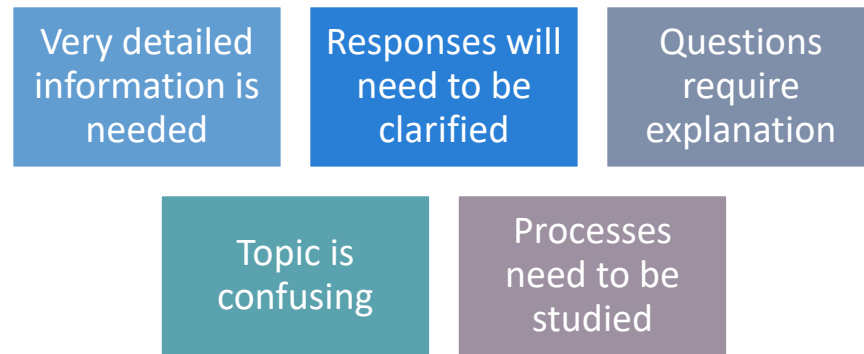 Very detailed
information is
needed
Responses will
need to be
clarified
Questions
require
explanation
Topic is
confusing
Processes
need to be
studied